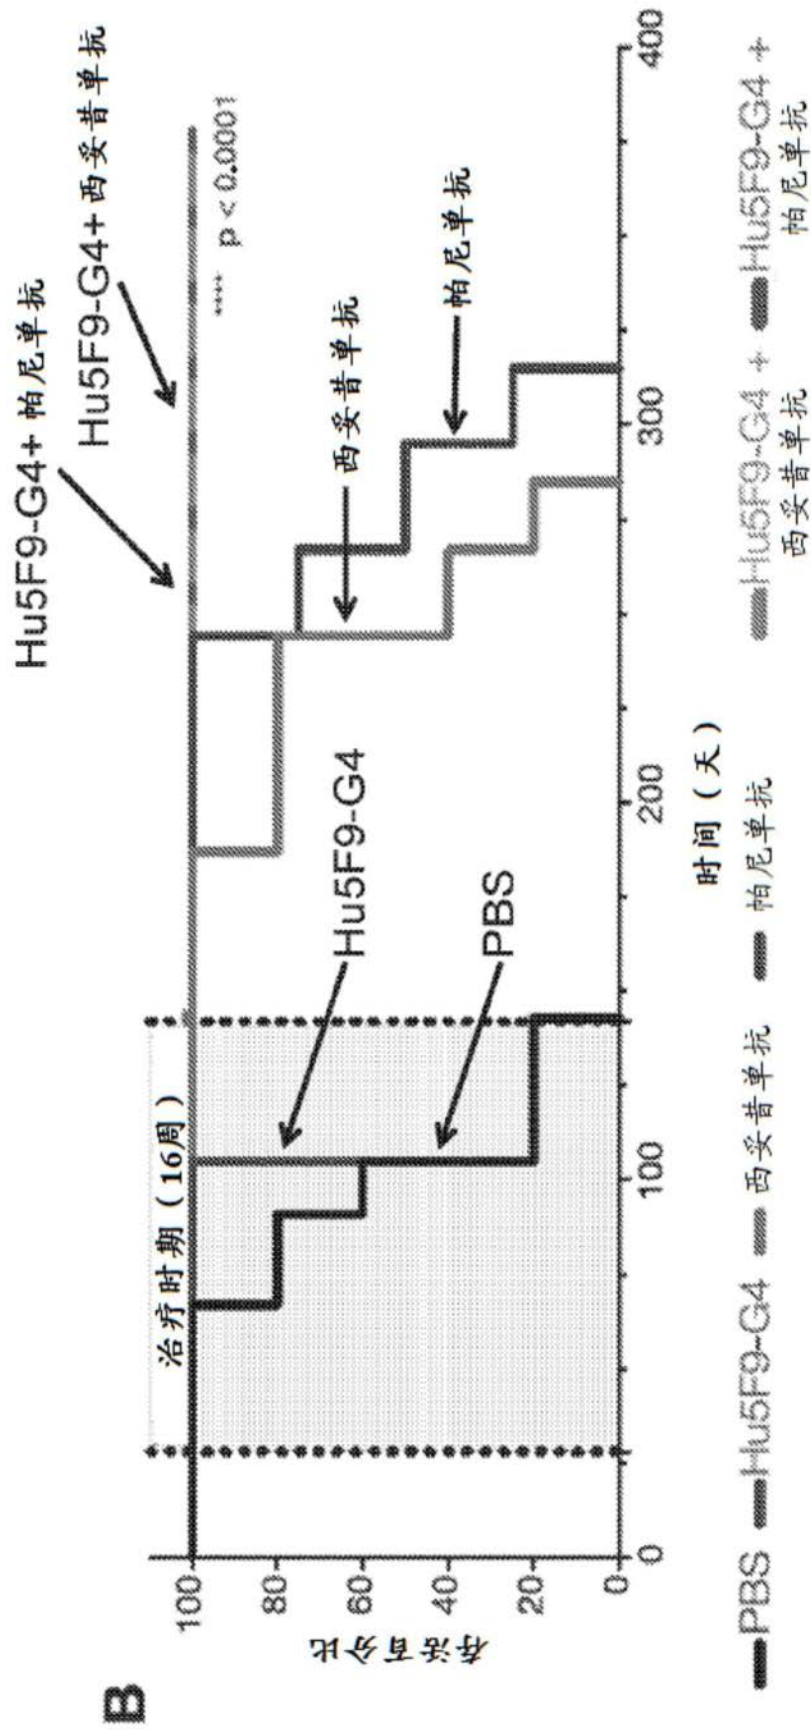 B
Hu5F9-G4+ 帕尼单抗
Hu5F9-G4+ 西妥昔单抗
治疗时期（16周）
**** p < 0.0001
西妥昔单抗
帕尼单抗
Hu5F9-G4
PBS
存活百分比
100
80
60
40
20
0
0 100 200 300 400
时间（天）
PBS Hu5F9-G4 西妥昔单抗 帕尼单抗 Hu5F9-G4 + Hu5F9-G4 +
西妥昔单抗 帕尼单抗